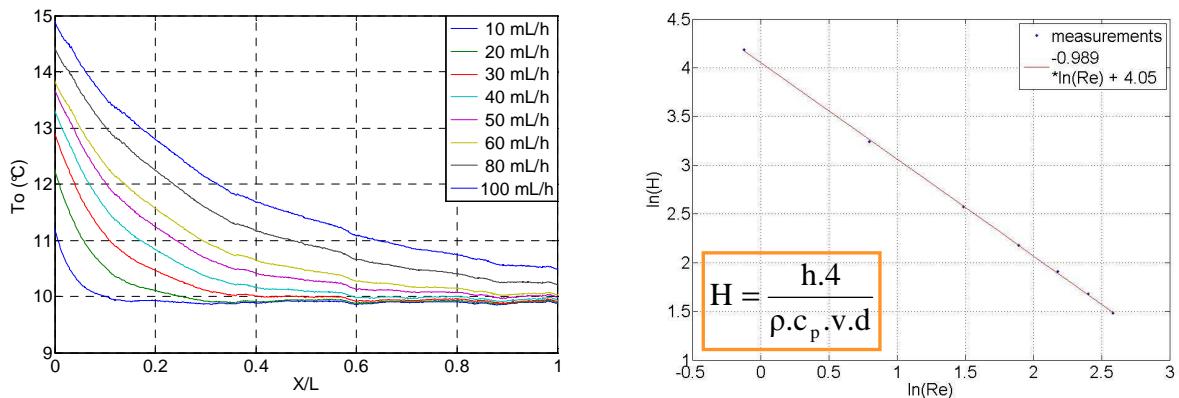 15
14
13
12
11
10
9
To (°C)
0
0.2
0.4
0.6
0.8
1
X/L
10 mL/h
20 mL/h
30 mL/h
40 mL/h
50 mL/h
60 mL/h
80 mL/h
100 mL/h
4.5
4
3.5
3
2.5
2
1.5
1
ln(H)
-0.5
0
0.5
1
1.5
2
2.5
3
ln(Re)
measurements
-0.989
*ln(Re) + 4.05
H = h.4 / ρ.cₚ.v.d